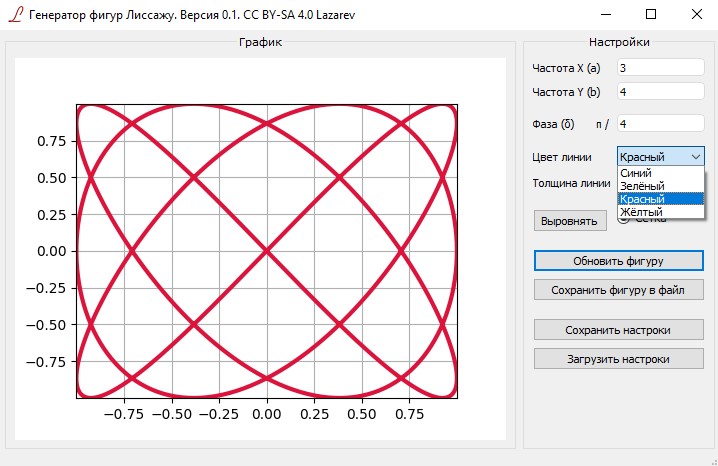 Генератор фигур Лиссажу. Версия 0.1. CC BY-SA 4.0 Lazarev
График
0.75
0.50
0.25
0.00
−0.25
−0.50
−0.75
−0.75 −0.50 −0.25 0.00 0.25 0.50 0.75
Настройки
Частота X (a) 3
Частота Y (b) 4
Фаза (δ) п / 4
Цвет линии Красный
Синий
Зелёный
Красный
Жёлтый
Толщина линии
Выровнять
Обновить фигуру
Сохранить фигуру в файл
Сохранить настройки
Загрузить настройки